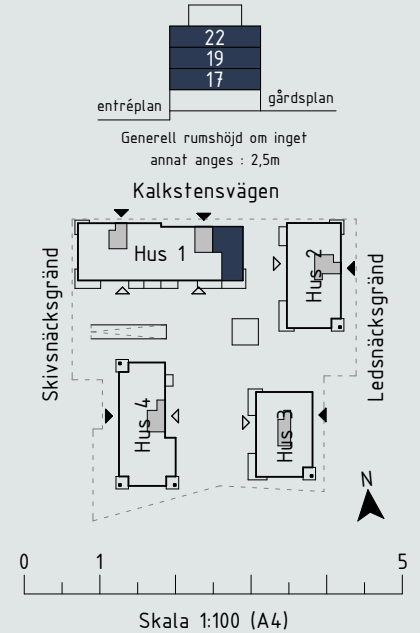 22
19
17
entréplan
gårdsplan
Generell rumshöjd om inget
annat anges : 2,5m
Kalkstensvägen
Hus 1
Hus 2
Skivsnäcksgränd
Ledsnäcksgränd
Hus 4
Hus 3
N
0 1 5
Skala 1:100 (A4)